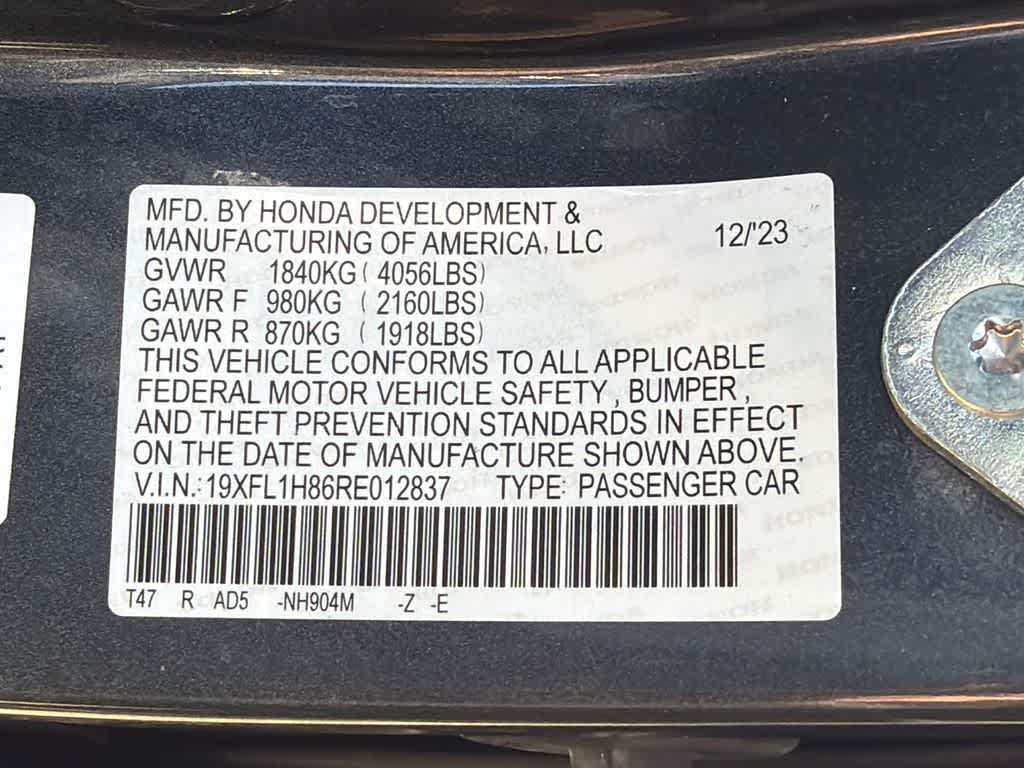 MFD. BY HONDA DEVELOPMENT &
MANUFACTURING OF AMERICA, LLC 12/'23
GVWR 1840KG ( 4056LBS)
GAWR F 980KG ( 2160LBS)
GAWR R 870KG ( 1918LBS)
THIS VEHICLE CONFORMS TO ALL APPLICABLE
FEDERAL MOTOR VEHICLE SAFETY , BUMPER ,
AND THEFT PREVENTION STANDARDS IN EFFECT
ON THE DATE OF MANUFACTURE SHOWN ABOVE.
V.I.N.: 19XFL1H86RE012837 TYPE: PASSENGER CAR
T47 R AD5 -NH904M -Z -E